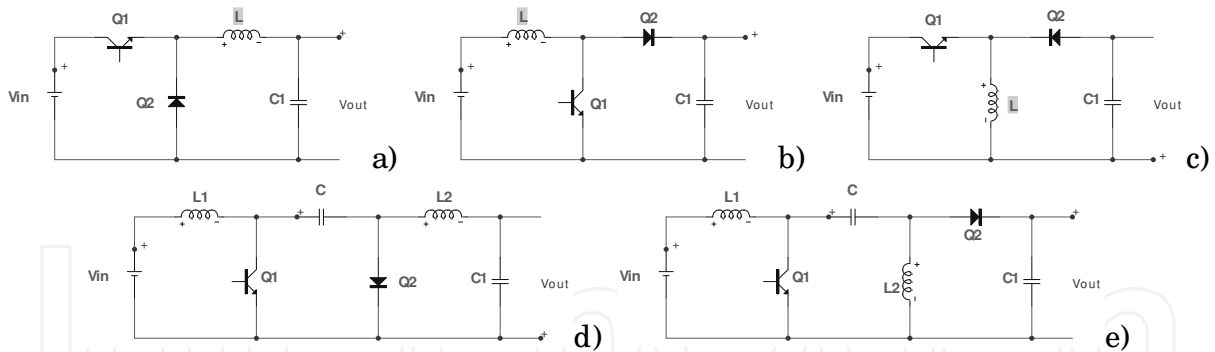 Q1
L
+
-
+
+
Vin
Q2
C1
Vout
a)
L
Q2
+
-
+
+
Vin
Q1
C1
Vout
b)
Q1
Q2
+
+
-
Vin
L
C1
Vout
+
c)
L1
C
L2
+
-
+
+
-
+
Vin
Q1
Q2
C1
Vout
+
d)
L1
C
+
-
+
Q2
+
+
Vin
Q1
L2
+
-
C1
Vout
e)